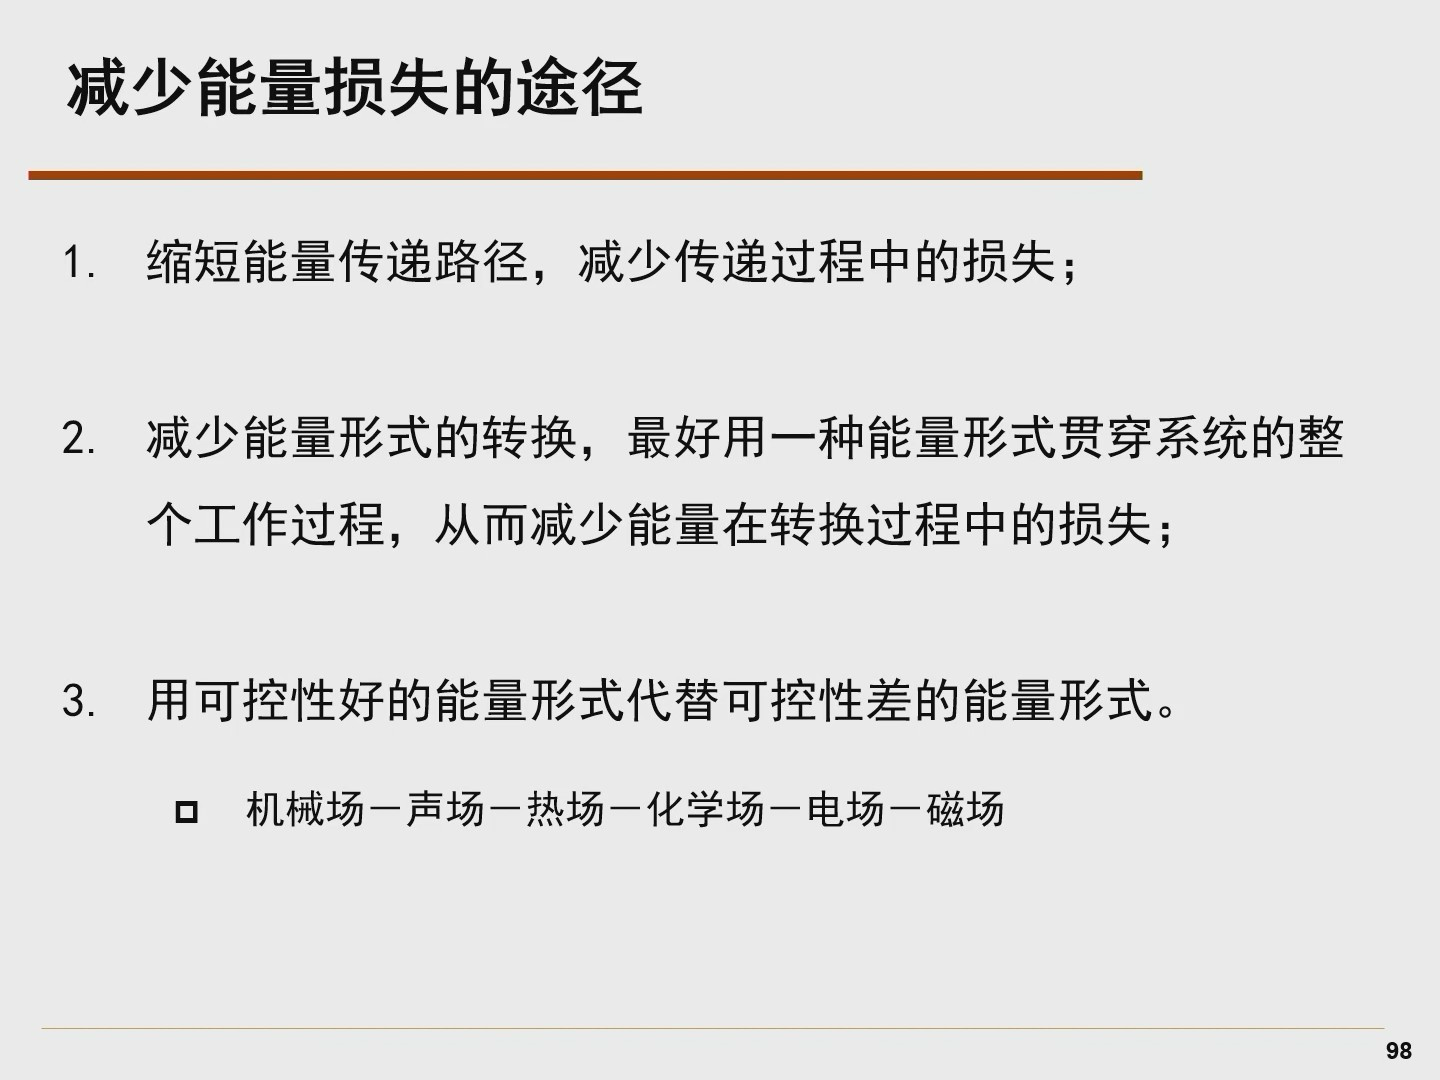 减少能量损失的途径
1. 缩短能量传递路径，减少传递过程中的损失；
2. 减少能量形式的转换，最好用一种能量形式贯穿系统的整
个工作过程，从而减少能量在转换过程中的损失；
3. 用可控性好的能量形式代替可控性差的能量形式。
机械场－声场－热场－化学场－电场－磁场
98